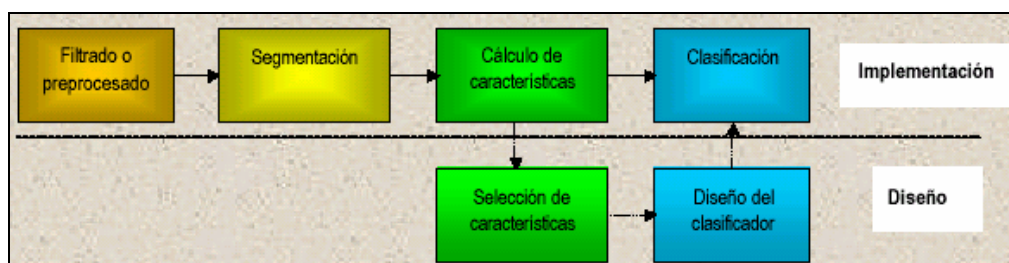 Filtrado o
preprocesado
Segmentación
Cálculo de
características
Clasificación
Implementación
Selección de
características
Diseño del
clasificador
Diseño